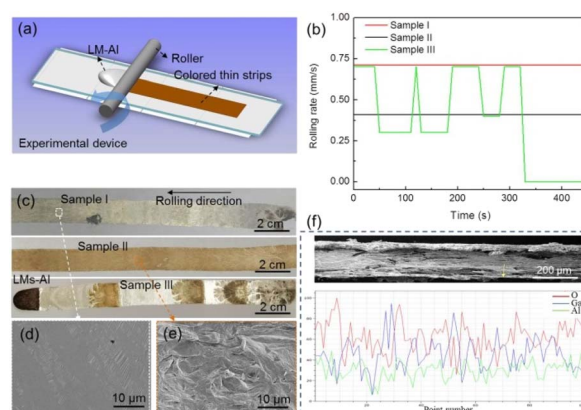 (a)
LM-Al
Roller
Colored thin strips
Experimental device
(b)
Sample I
Sample II
Sample III
Rolling rate (mm/s)
1.00
0.75
0.50
0.25
0.00
0 100 200 300 400
Time (s)
(c)
Sample I
Rolling direction
2 cm
Sample II
2 cm
LMs-Al
Sample III
2 cm
(d)
10 μm
(e)
10 μm
(f)
200 μm
O
Ga
Al
Point number